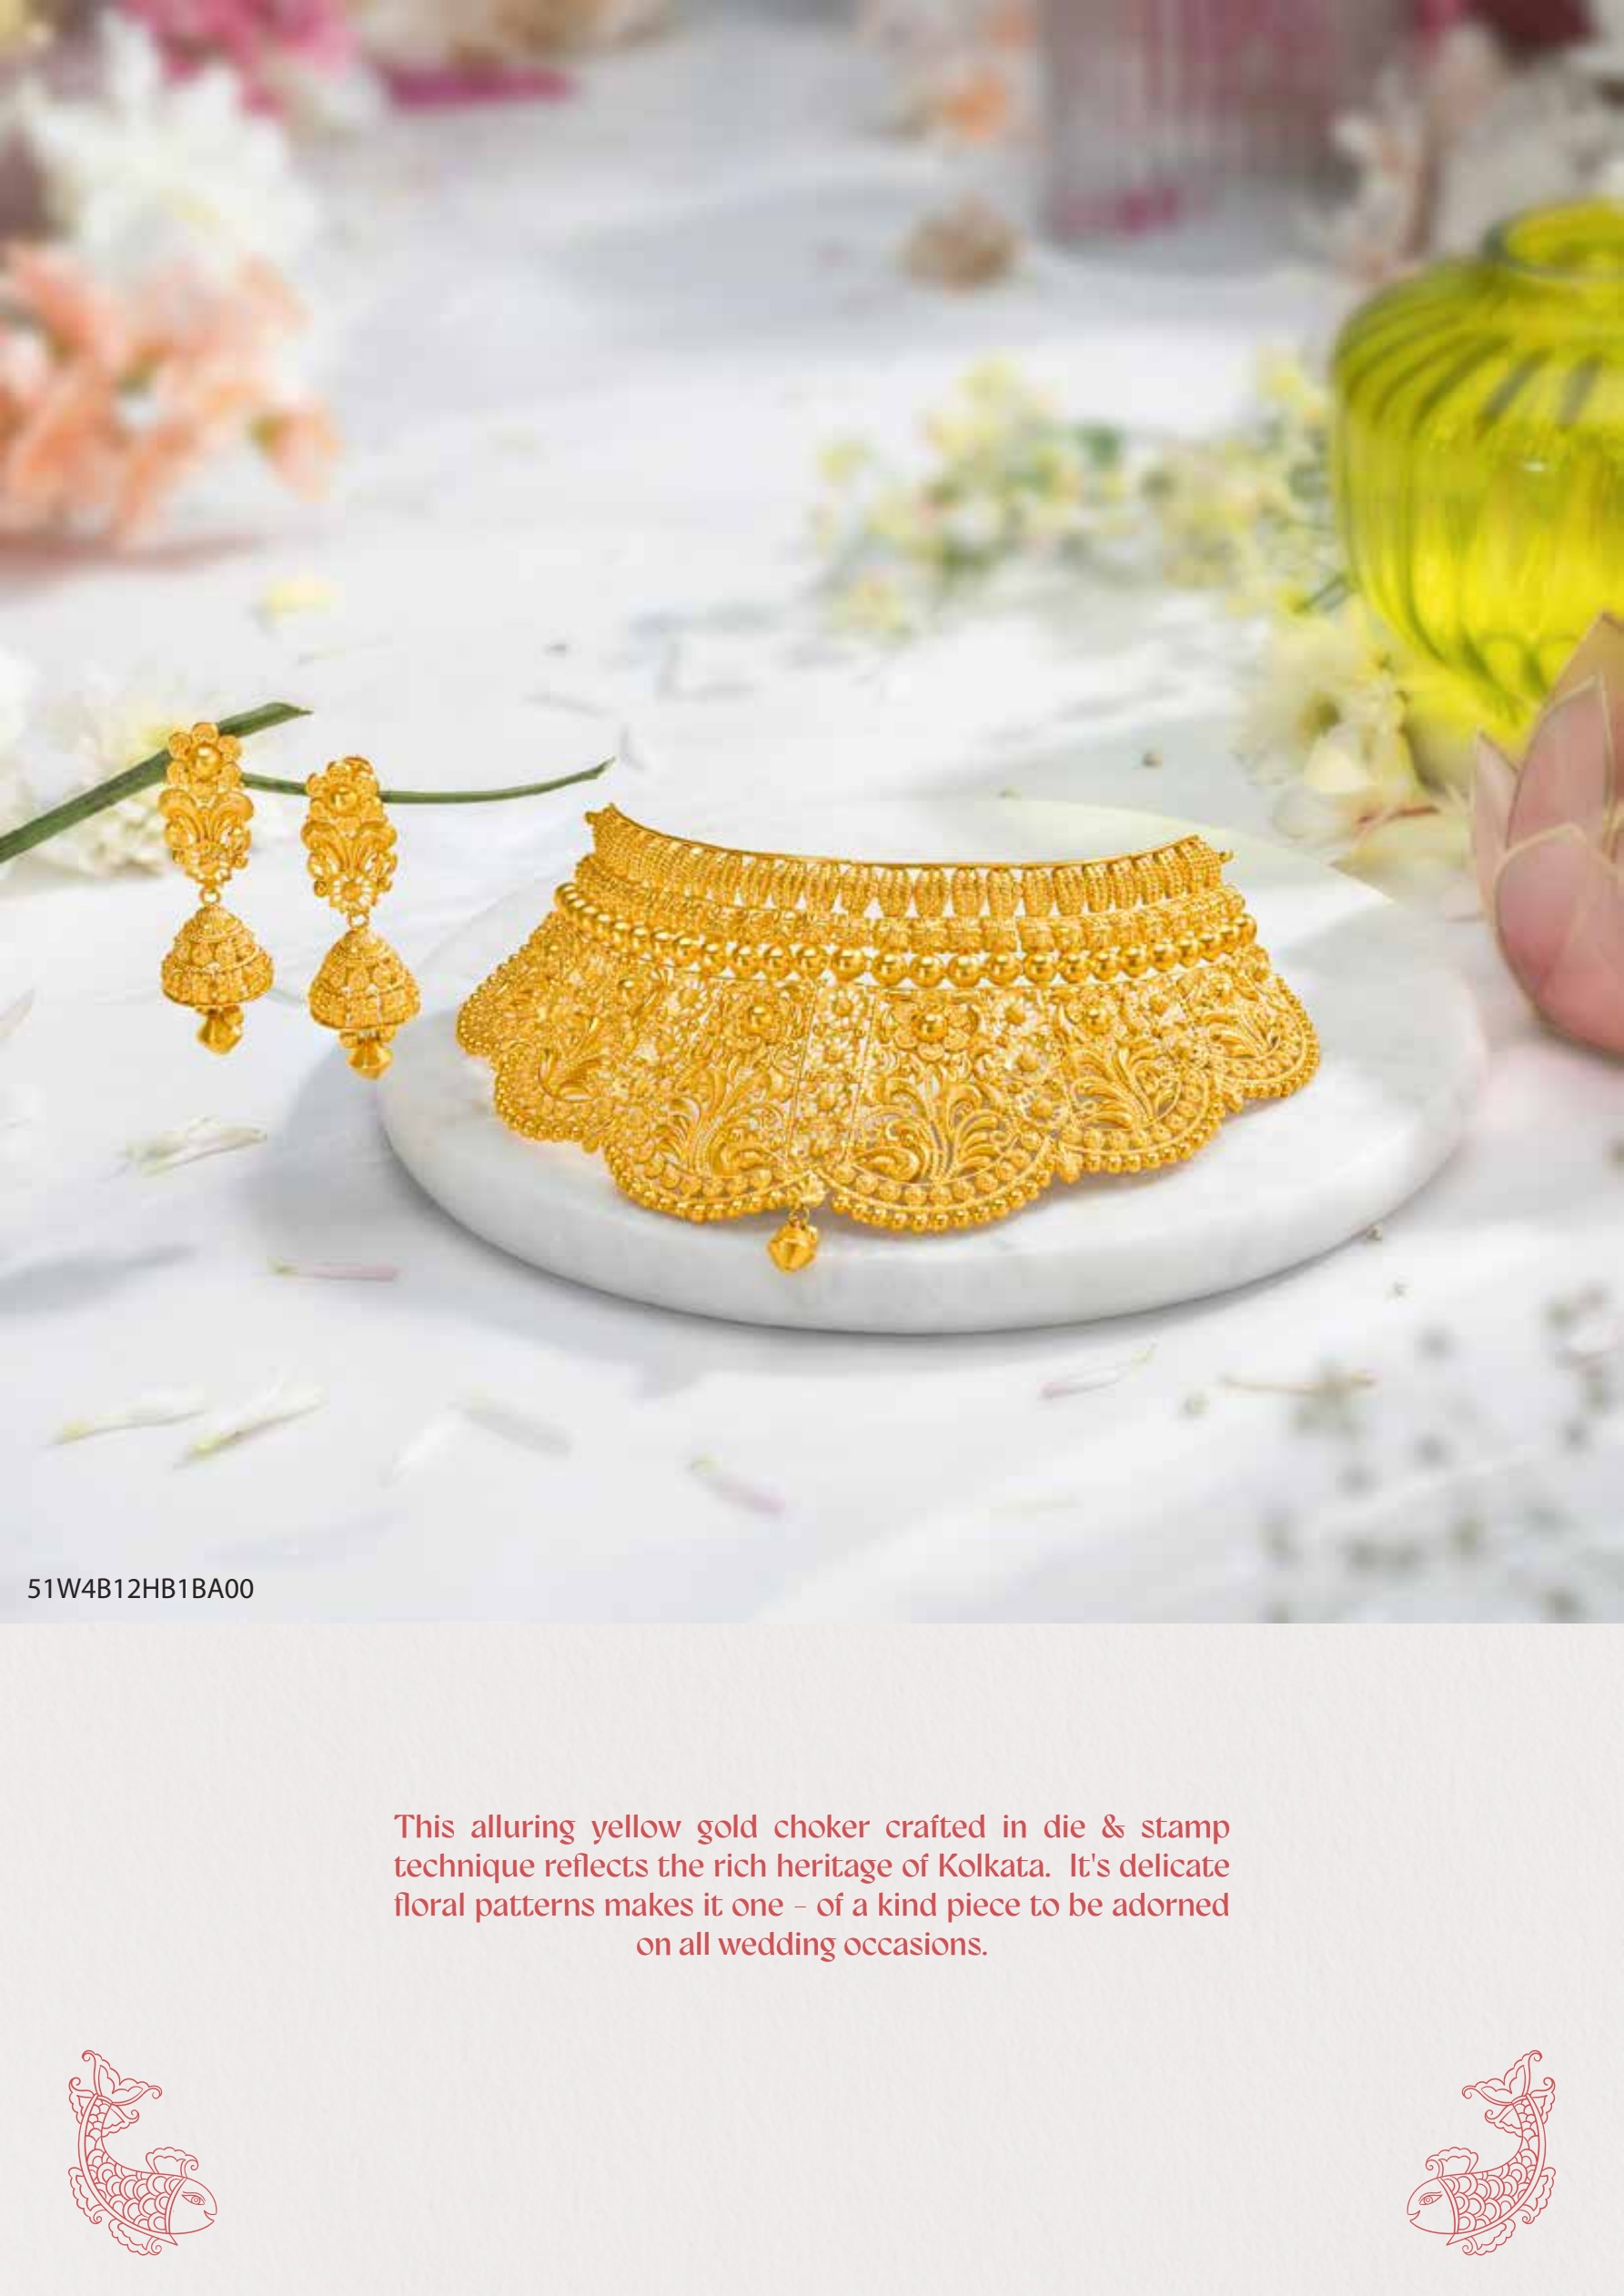 51W4B12HB1BA00
This alluring yellow gold choker crafted in die & stamp
technique reflects the rich heritage of Kolkata. It's delicate
floral patterns makes it one - of a kind piece to be adorned
on all wedding occasions.